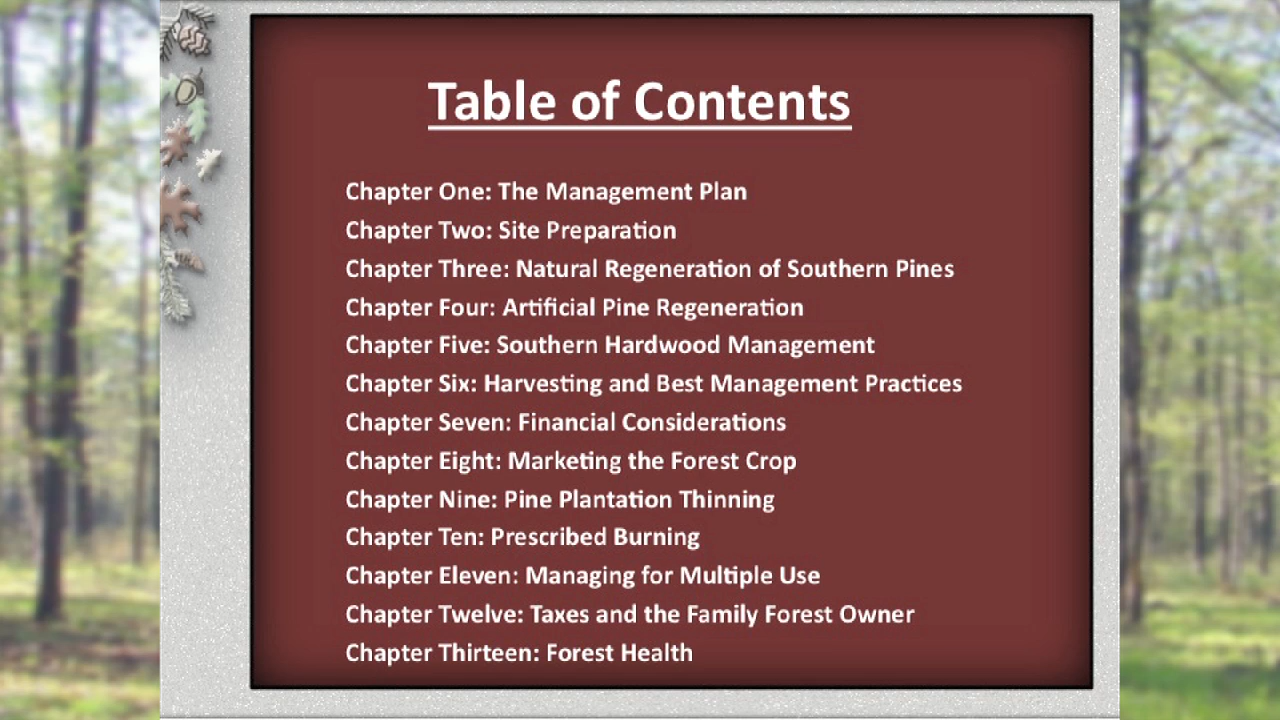 Table of Contents
Chapter One: The Management Plan
Chapter Two: Site Preparation
Chapter Three: Natural Regeneration of Southern Pines
Chapter Four: Artificial Pine Regeneration
Chapter Five: Southern Hardwood Management
Chapter Six: Harvesting and Best Management Practices
Chapter Seven: Financial Considerations
Chapter Eight: Marketing the Forest Crop
Chapter Nine: Pine Plantation Thinning
Chapter Ten: Prescribed Burning
Chapter Eleven: Managing for Multiple Use
Chapter Twelve: Taxes and the Family Forest Owner
Chapter Thirteen: Forest Health